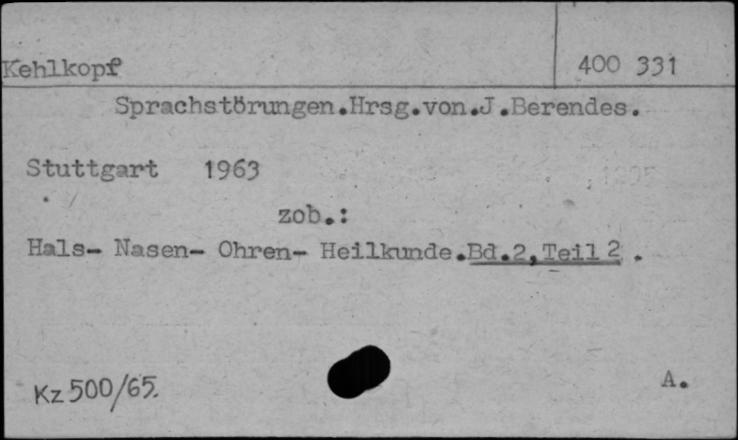 Kehlkopf 400 331
Sprachstörungen.Hrsg.von.J.Berendes.
Stuttgart 1963
zob.:
Hals- Nasen- Ohren- Heilkunde.Bd.2,Teil 2 .
Kz 500/65. A.